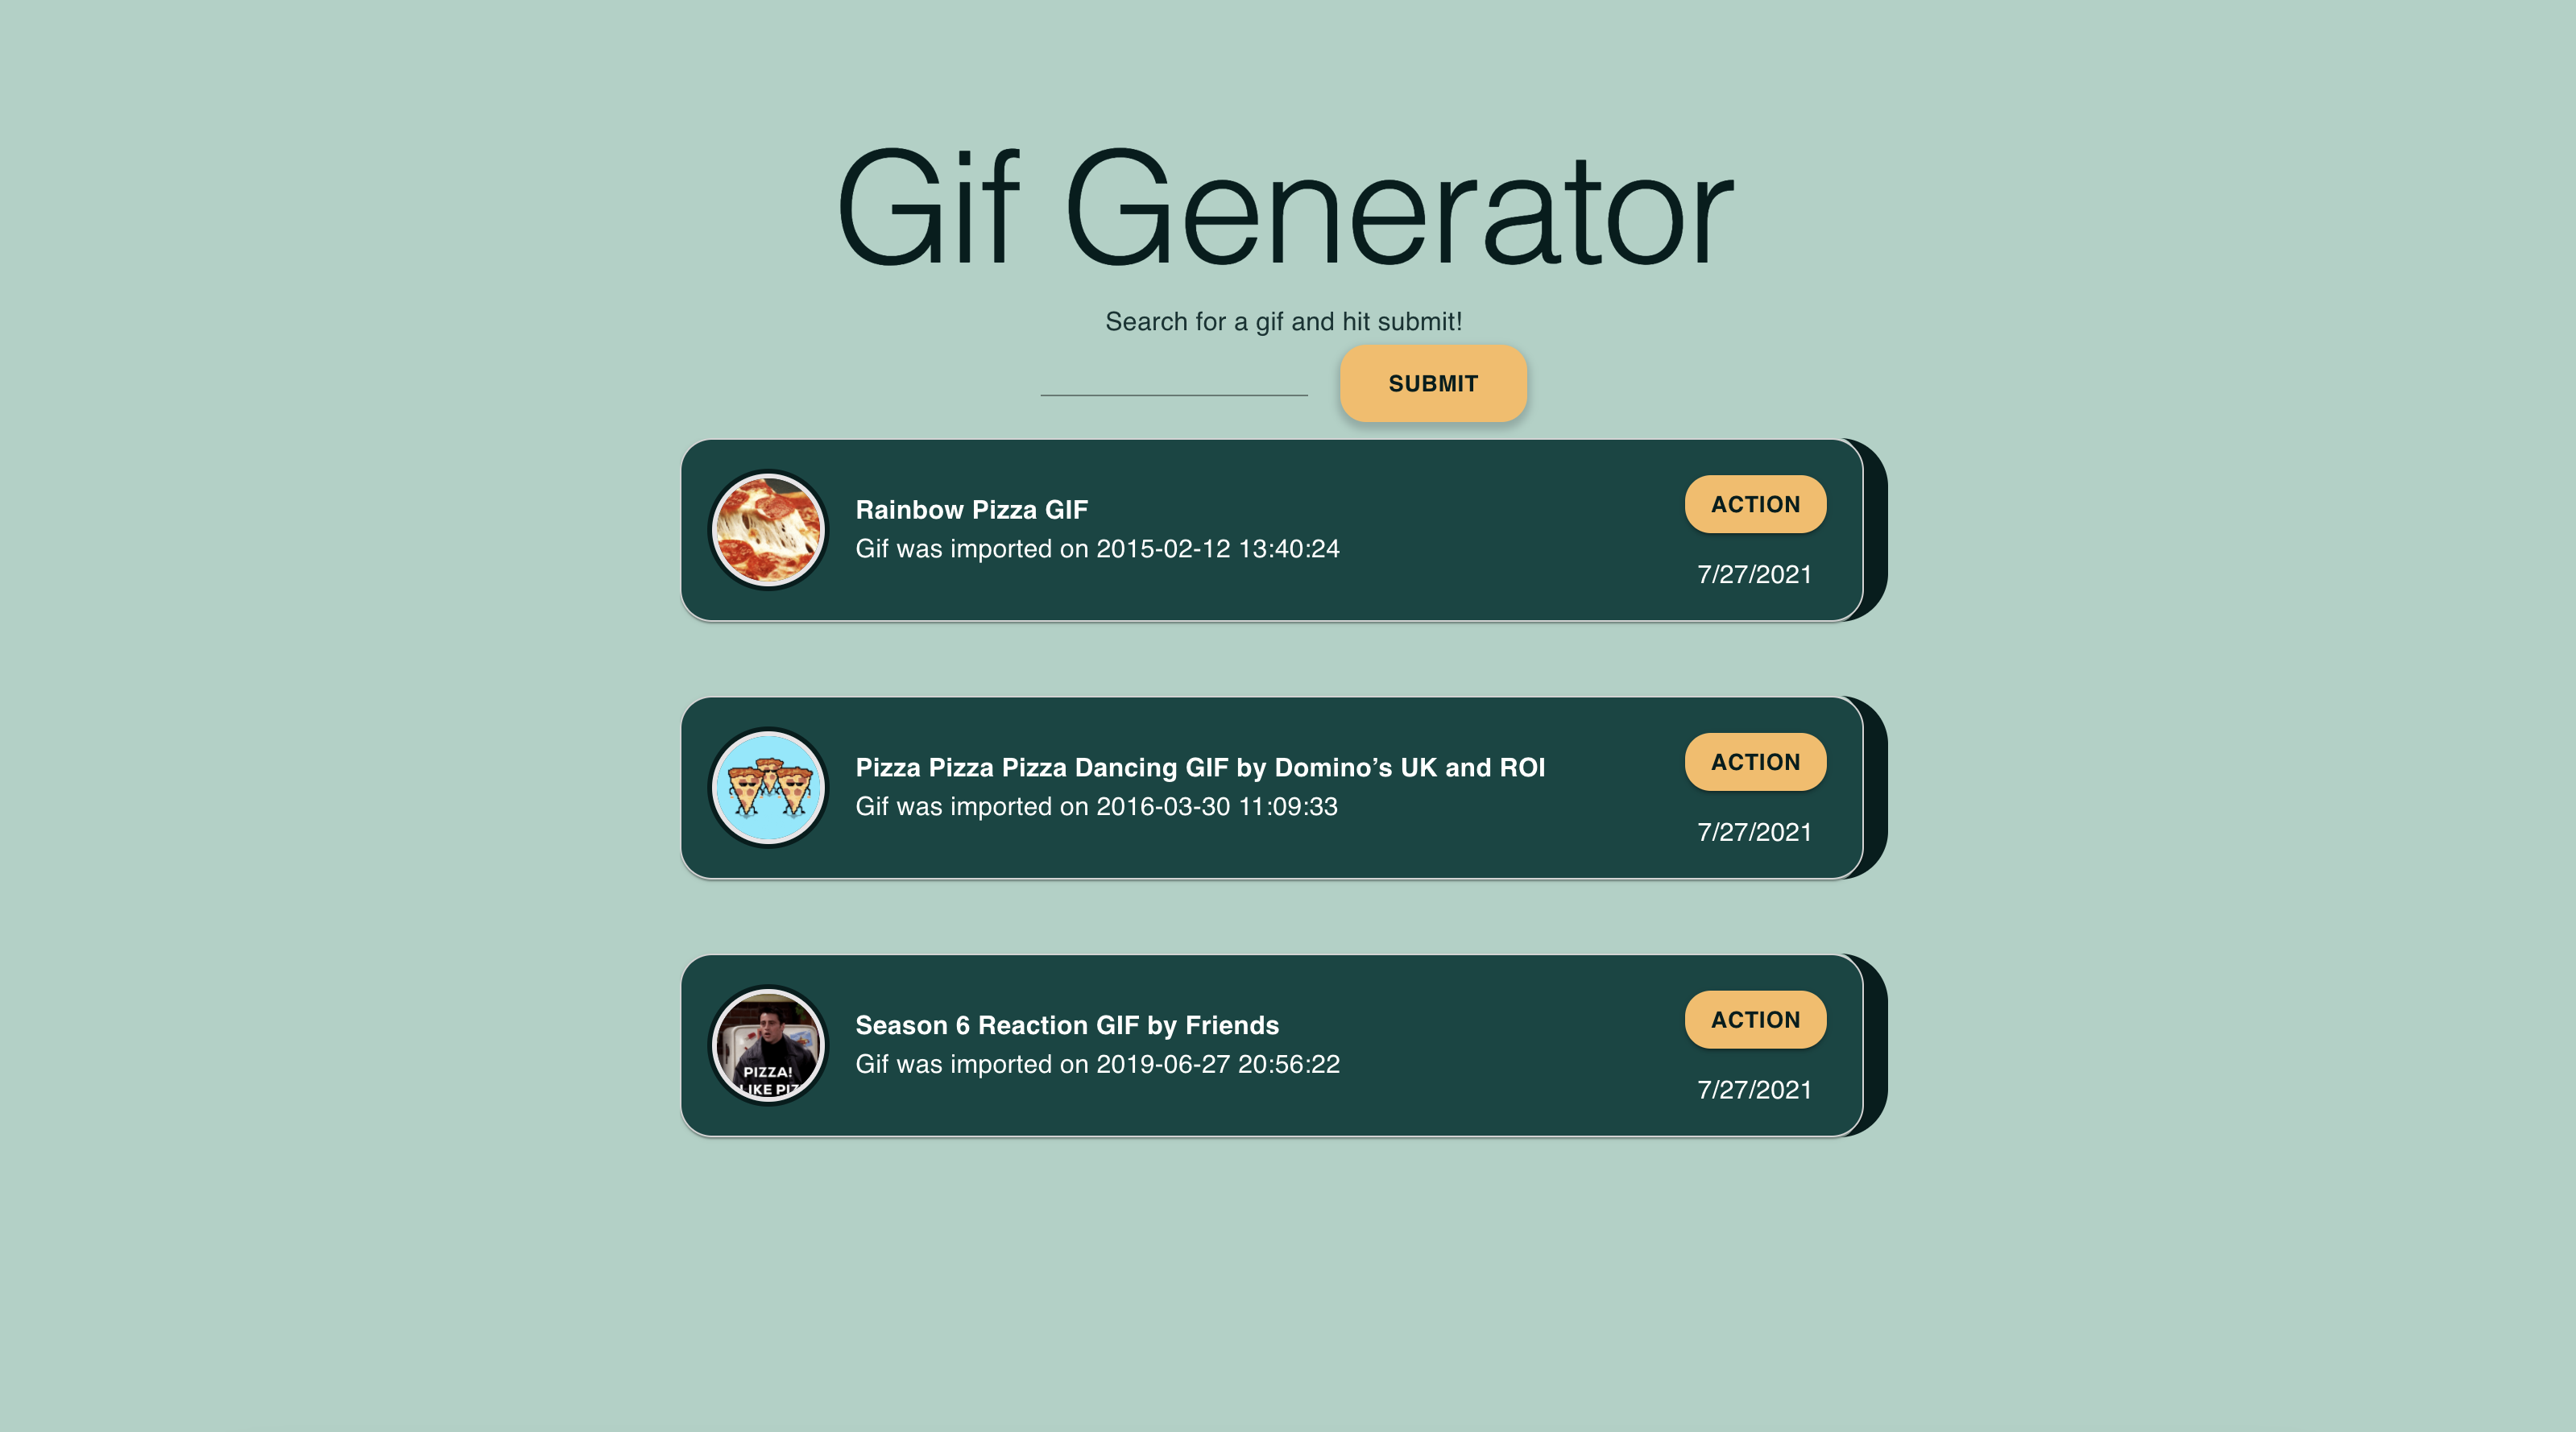 Gif Generator
Search for a gif and hit submit!
SUBMIT
Rainbow Pizza GIF
Gif was imported on 2015-02-12 13:40:24
ACTION
7/27/2021
Pizza Pizza Pizza Dancing GIF by Domino’s UK and ROI
Gif was imported on 2016-03-30 11:09:33
ACTION
7/27/2021
PIZZA!
LIKE PIZ
Season 6 Reaction GIF by Friends
Gif was imported on 2019-06-27 20:56:22
ACTION
7/27/2021